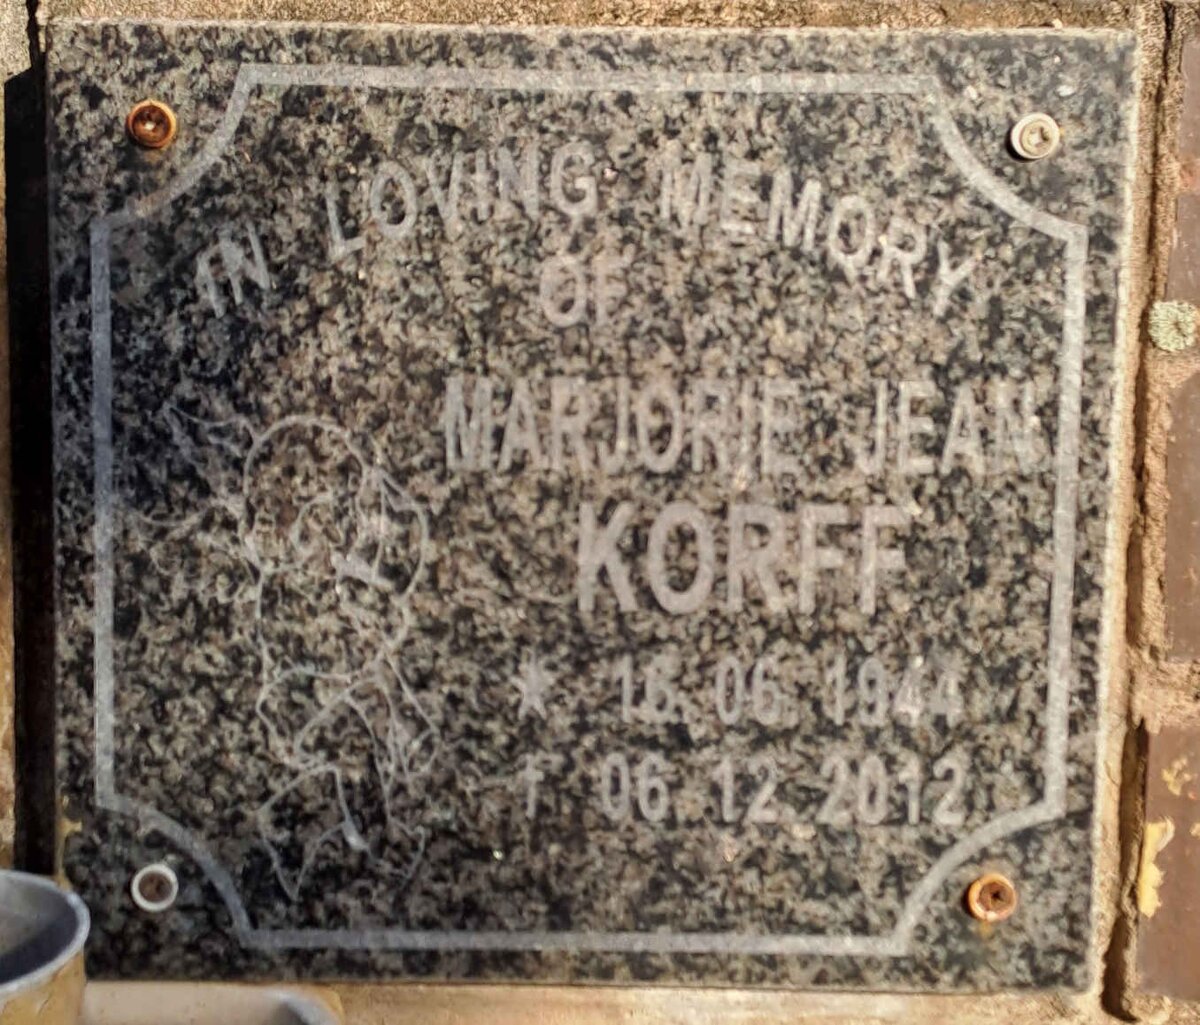 IN LOVING MEMORY
OF
MARJORIE JEAN
KORFF
* 16. 06. 1944
† 06. 12. 2012